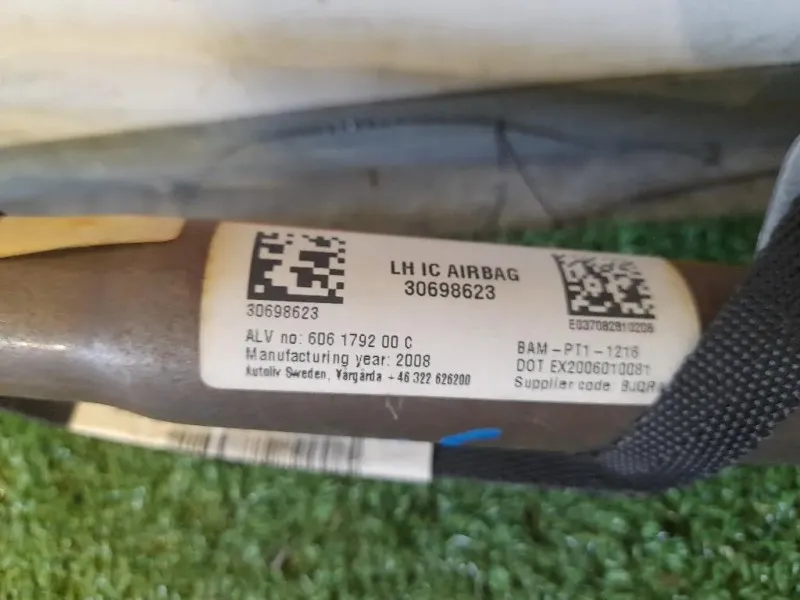 LH IC AIRBAG
30698623
30698623
E037082810208
ALV no: 606 1792 00 C
Manufacturing year: 2008
Autoliv Sweden, Vårgårda +46 322 626200
BAM-PT1-1216
DOT EX2006010081
Supplier code: BJQRA